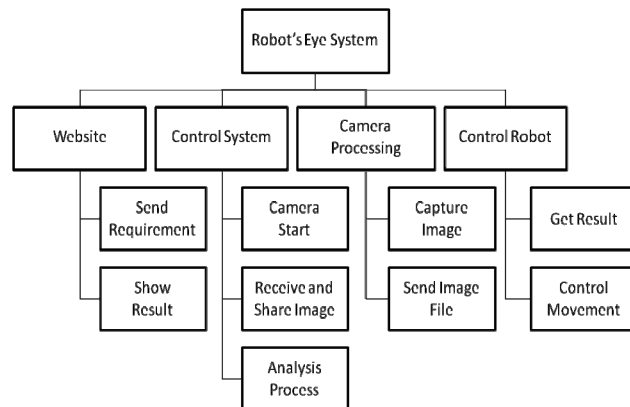 Robot's Eye System
Website
Control System
Camera
Processing
Control Robot
Send
Requirement
Camera
Start
Capture
Image
Get Result
Show
Result
Receive and
Share Image
Send Image
File
Control
Movement
Analysis
Process